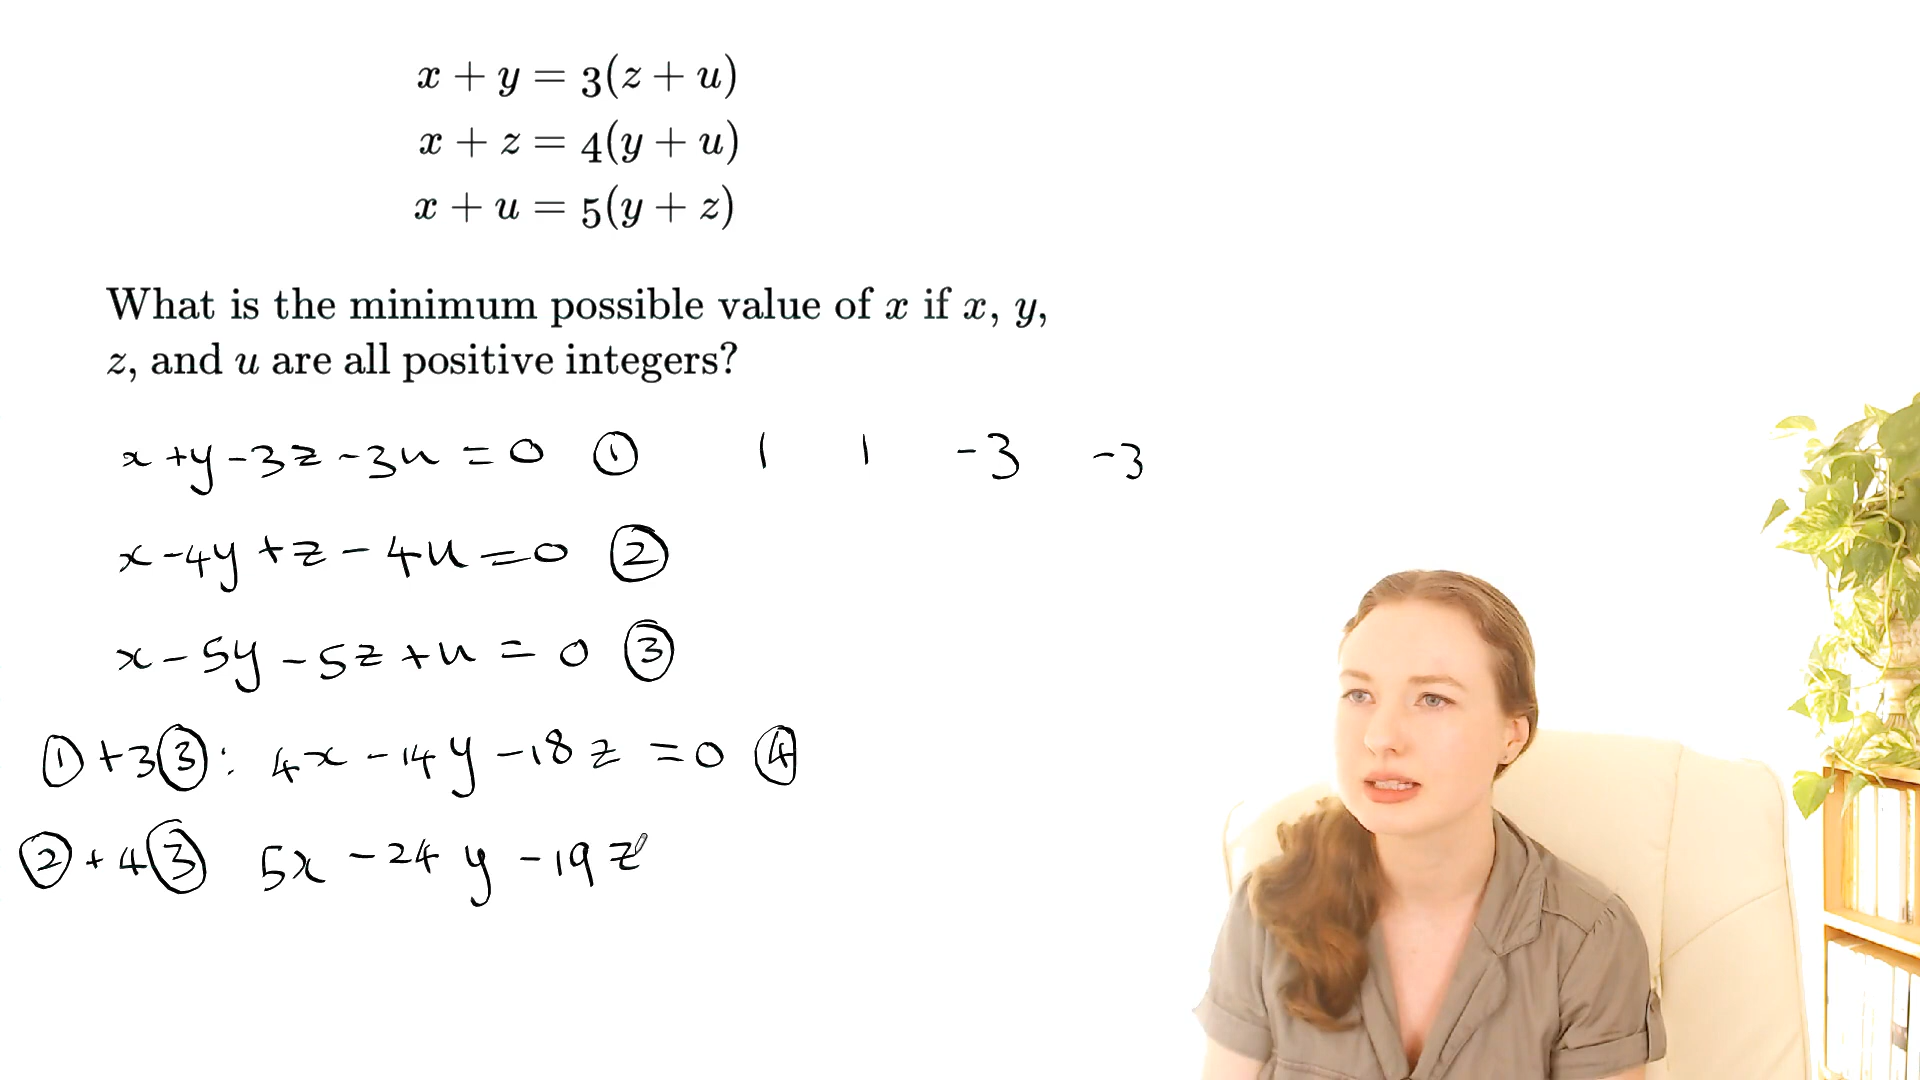 x + y = 3(z + u)
x + z = 4(y + u)
x + u = 5(y + z)
What is the minimum possible value of x if x, y,
z, and u are all positive integers?
x + y - 3z - 3u = 0 ① 1 1 -3 -3
x - 4y + z - 4u = 0 ②
x - 5y - 5z + u = 0 ③
① + 3③: 4x - 14y - 18z = 0 ④
② + 4③ 5x - 24y - 19z